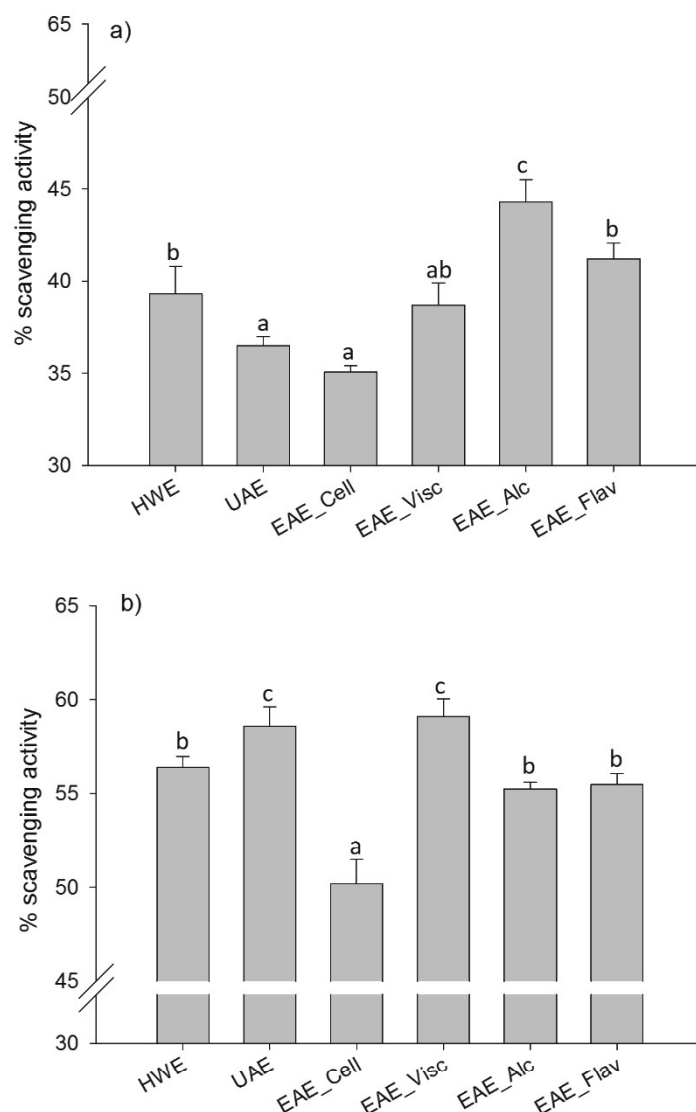 65
a)
50
45
40
35
30
% scavenging activity
b
a
a
ab
c
b
HWE
UAE
EAE_Cell
EAE_Visc
EAE_Alc
EAE_Flav
65
b)
60
55
50
45
30
% scavenging activity
b
c
a
c
b
b
HWE
UAE
EAE_Cell
EAE_Visc
EAE_Alc
EAE_Flav